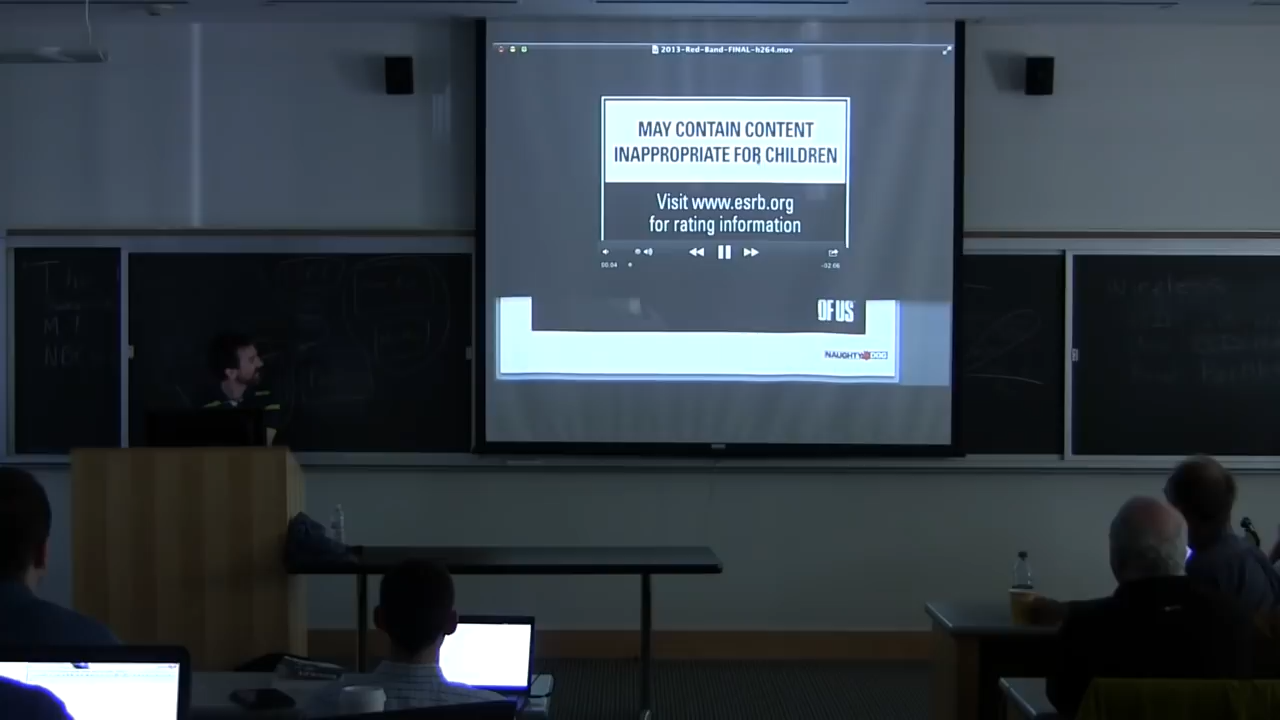 2013-Red-Band-FINAL-h264.mov
MAY CONTAIN CONTENT
INAPPROPRIATE FOR CHILDREN
Visit www.esrb.org
for rating information
00:04
-02:06
OF US
NAUGHTY DOG
Th
M I